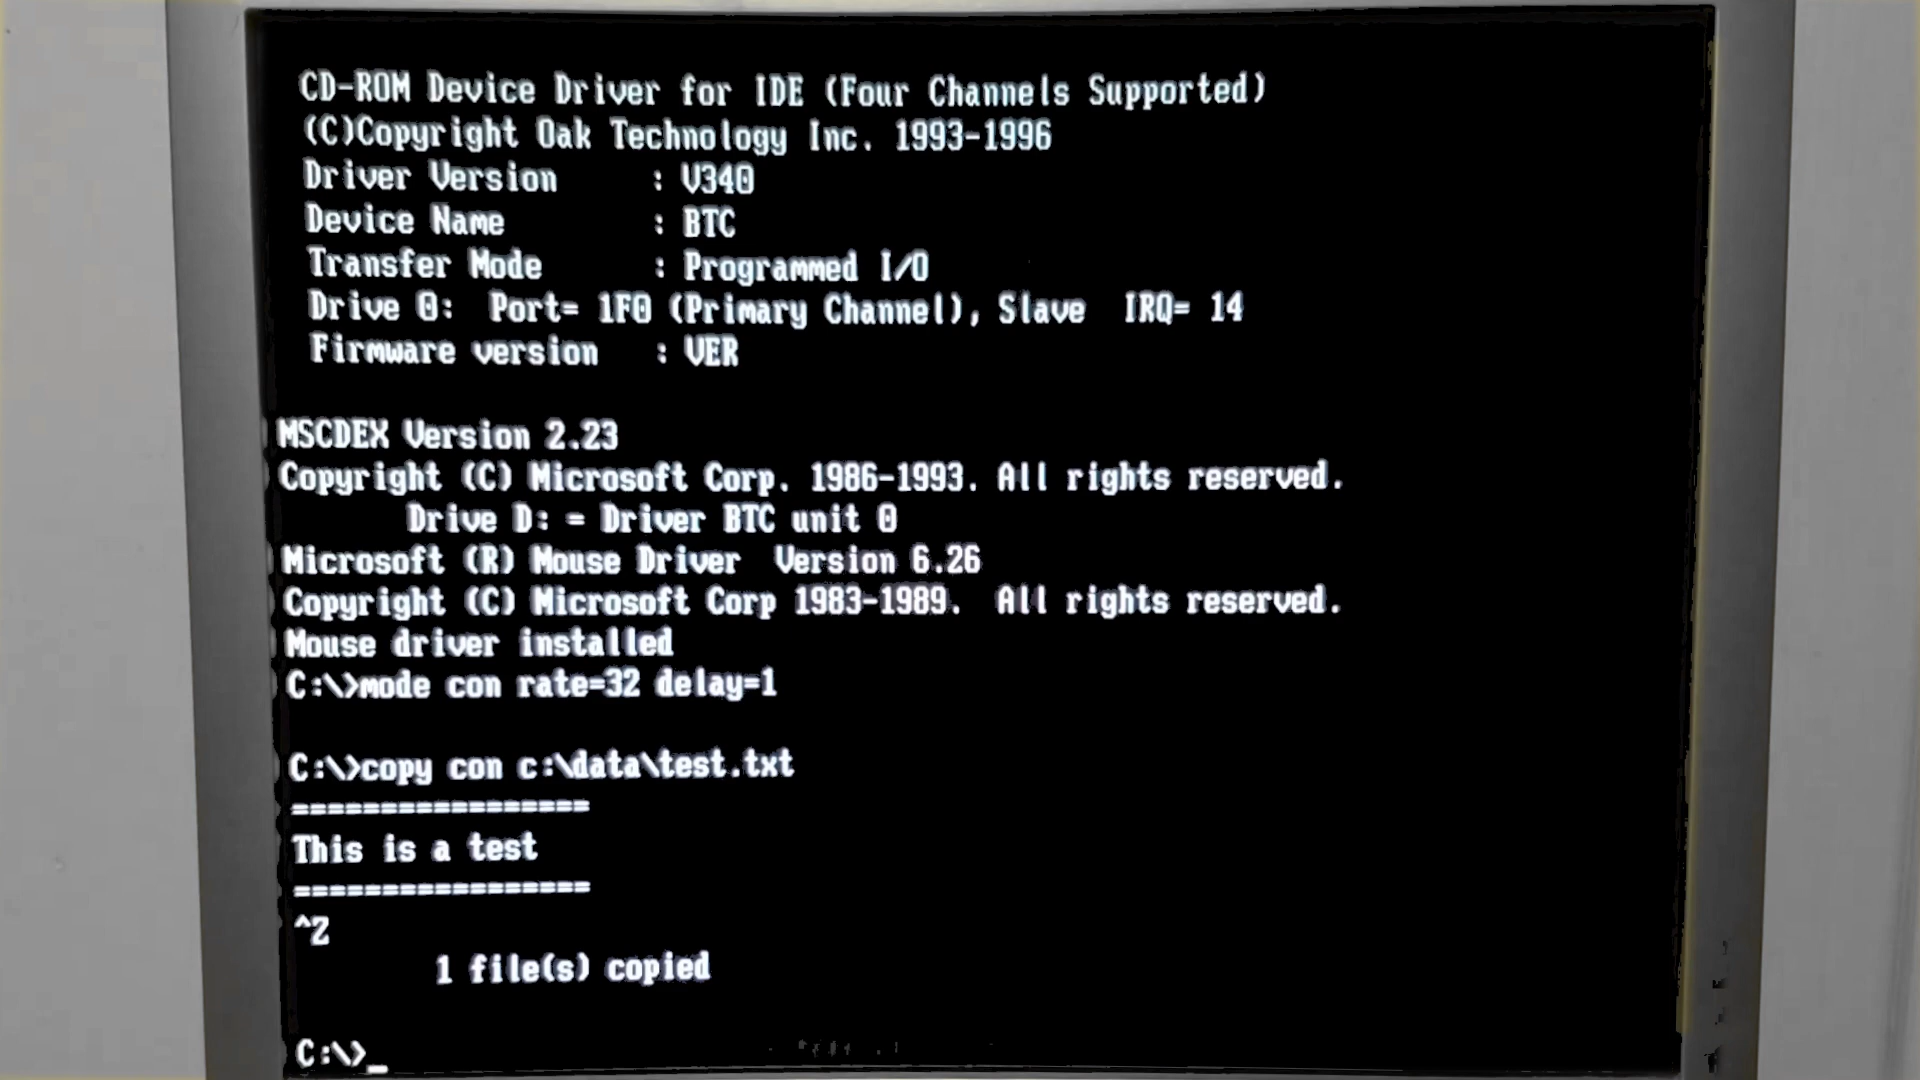 CD-ROM Device Driver for IDE (Four Channels Supported)
(C)Copyright Oak Technology Inc. 1993-1996
Driver Version     : V340
Device Name        : BTC
Transfer Mode      : Programmed I/O
Drive 0:  Port= 1F0 (Primary Channel), Slave  IRQ= 14
Firmware version   : VER
MSCDEX Version 2.23
Copyright (C) Microsoft Corp. 1986-1993. All rights reserved.
       Drive D: = Driver BTC unit 0
Microsoft (R) Mouse Driver  Version 6.26
Copyright (C) Microsoft Corp 1983-1989.  All rights reserved.
Mouse driver installed
C:\>mode con rate=32 delay=1
C:\>copy con c:\data\test.txt
=================
This is a test
=================
^Z
        1 file(s) copied
C:\>_